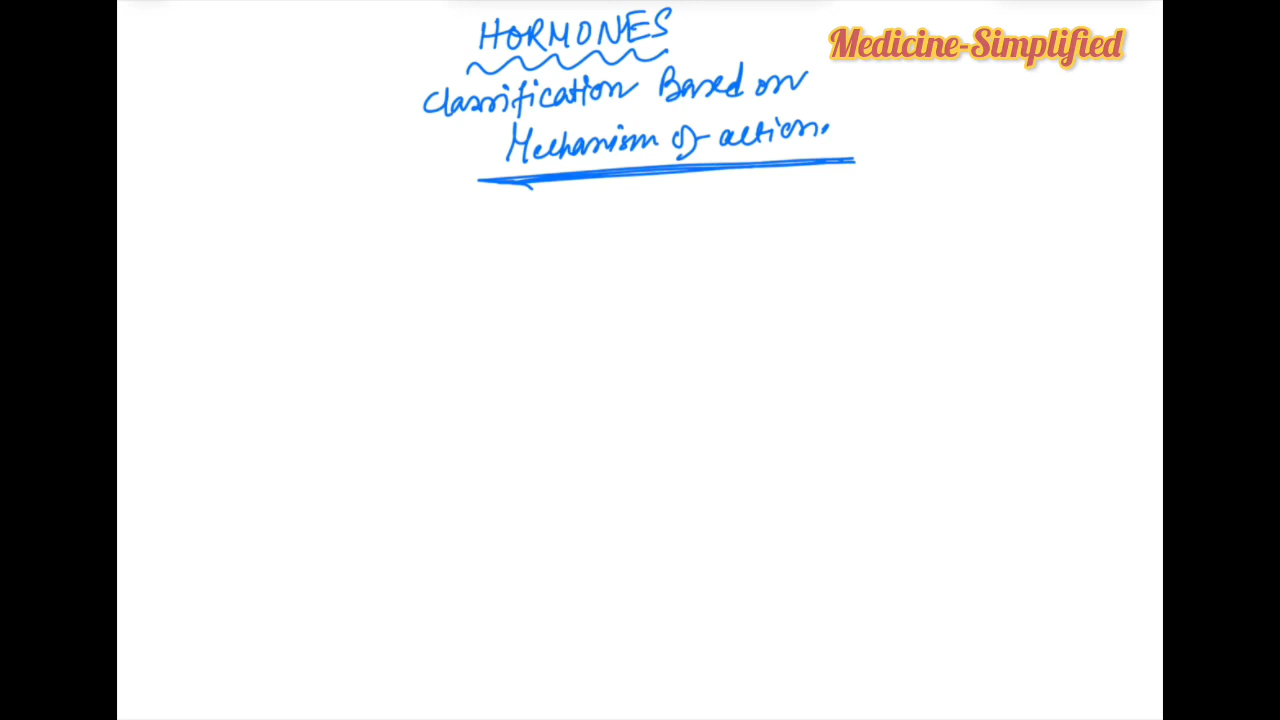 HORMONES
Medicine-Simplified
Classification Based on
Mechanism of action.